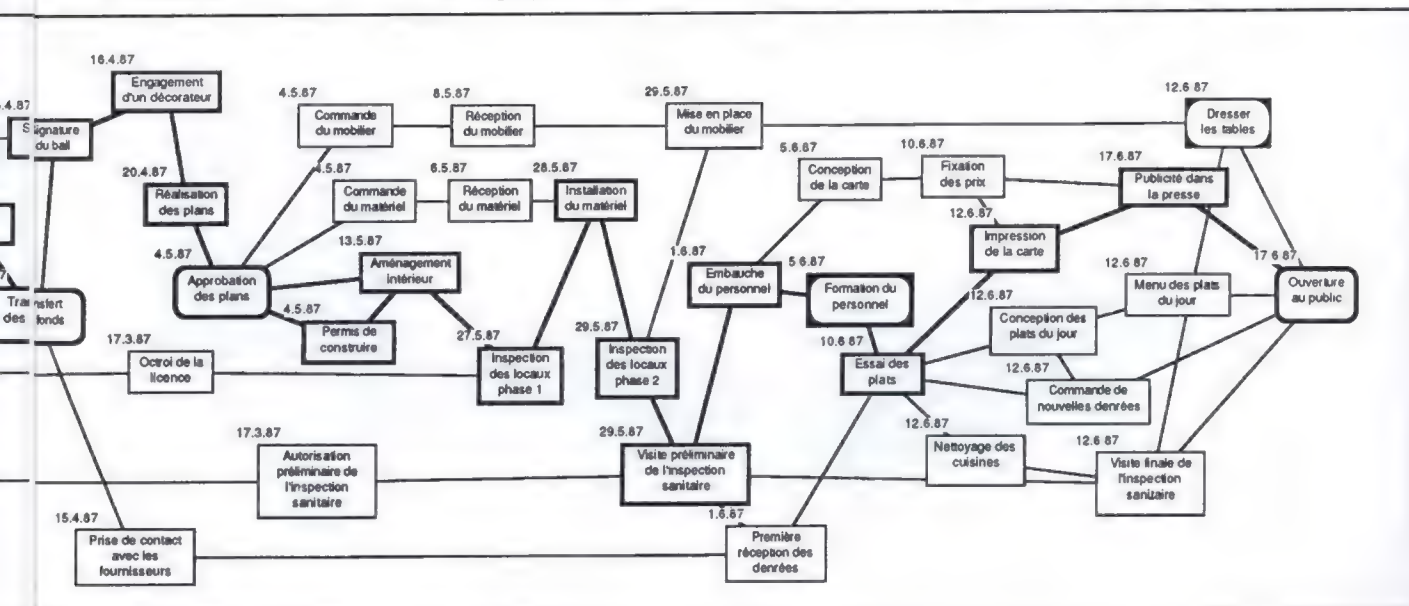 16.4.87
Engagement
d'un décorateur
.4.87
Signature
du bail
20.4.87
Réalisation
des plans
4.5.87
Approbation
des plans
Transfert
des fonds
4.5.87
Commande
du mobilier
8.5.87
Réception
du mobilier
29.5.87
Mise en place
du mobilier
12.6 87
Dresser
les tables
4.5.87
Commande
du matériel
6.5.87
Réception
du matériel
28.5.87
Installation
du matériel
13.5.87
Aménagement
intérieur
4.5.87
Permis de
construire
17.3.87
Octroi de la
licence
27.5.87
Inspection
des locaux
phase 1
29.5.87
Inspection
des locaux
phase 2
1.6.87
Embauche
du personnel
5.6.87
Conception
de la carte
10.6.87
Fixation
des prix
17.6.87
Publicité dans
la presse
12.6.87
Impression
de la carte
5 6.87
Formation du
personnel
12.6.87
Conception des
plats du jour
12.6 87
Menu des plats
du jour
17 6 87
Ouverture
au public
10.6 87
Essai des
plats
12.6.87
Commande de
nouvelles denrées
12.6.87
Nettoyage des
cuisines
12.6 87
Visite finale de
l'inspection
sanitaire
17.3.87
Autorisation
préliminaire de
l'inspection
sanitaire
29.5.87
Visite préliminaire
de l'inspection
sanitaire
15.4.87
Prise de contact
avec les
fournisseurs
1.6.87
Première
réception des
denrées